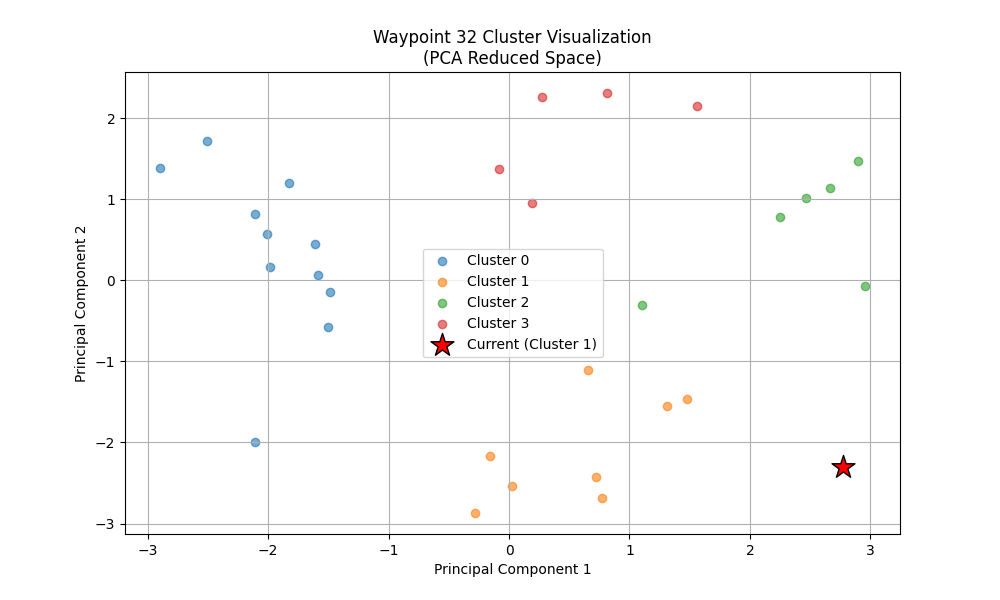 Waypoint 32 Cluster Visualization
(PCA Reduced Space)
Principal Component 2
2
1
0
−1
−2
−3
Cluster 0
Cluster 1
Cluster 2
Cluster 3
Current (Cluster 1)
−3 −2 −1 0 1 2 3
Principal Component 1